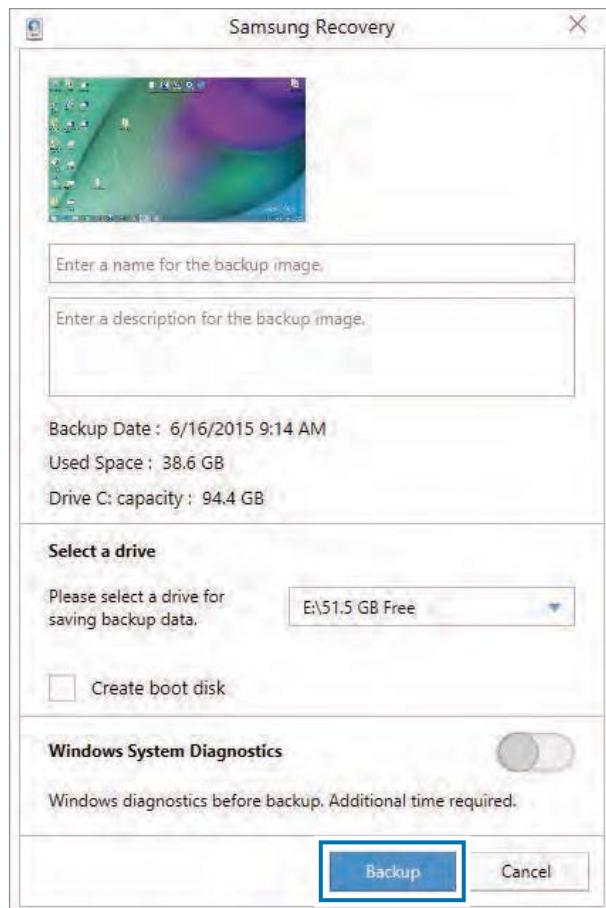 Samsung Recovery
Enter a name for the backup image.
Enter a description for the backup image.
Backup Date : 6/16/2015 9:14 AM
Used Space : 38.6 GB
Drive C: capacity : 94.4 GB
Select a drive
Please select a drive for
saving backup data.
E:\51.5 GB Free
Create boot disk
Windows System Diagnostics
Windows diagnostics before backup. Additional time required.
Backup
Cancel